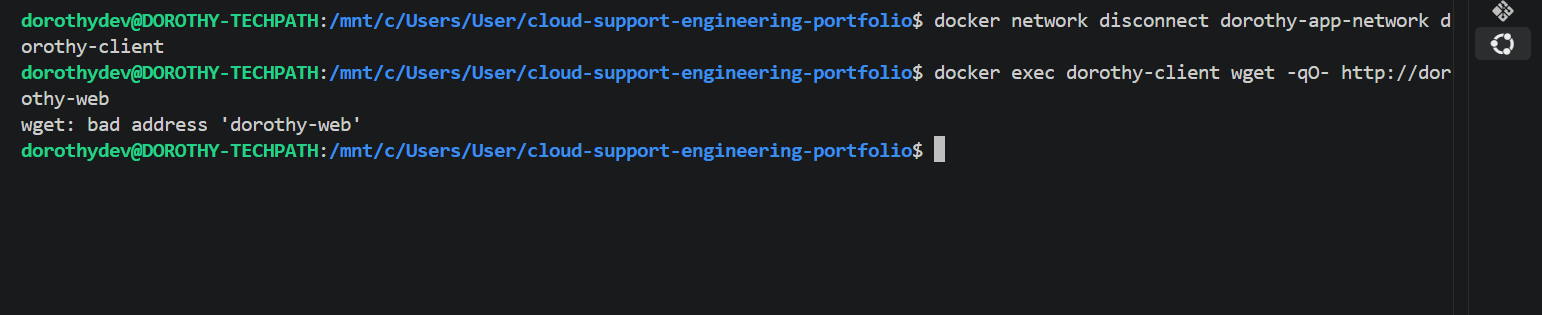 dorothydev@DOROTHY-TECHPATH:/mnt/c/Users/User/cloud-support-engineering-portfolio$ docker network disconnect dorothy-app-network d
orothy-client
dorothydev@DOROTHY-TECHPATH:/mnt/c/Users/User/cloud-support-engineering-portfolio$ docker exec dorothy-client wget -qO- http://dor
othy-web
wget: bad address 'dorothy-web'
dorothydev@DOROTHY-TECHPATH:/mnt/c/Users/User/cloud-support-engineering-portfolio$